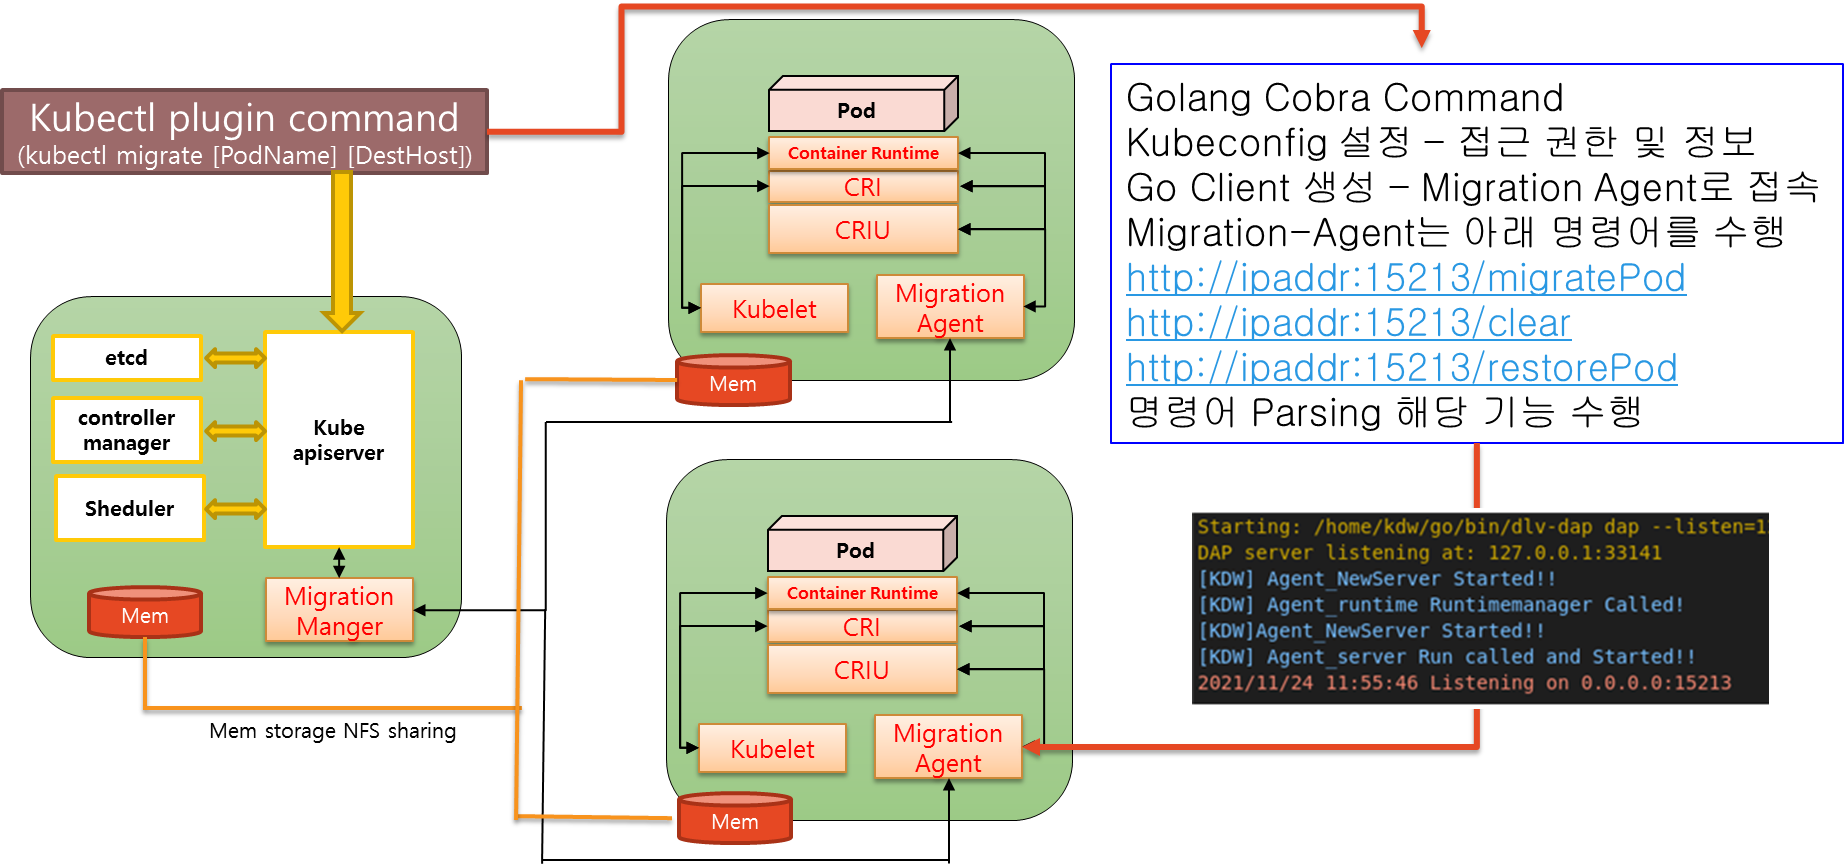 Kubectl plugin command
(kubectl migrate [PodName] [DestHost])
etcd
controller
manager
Sheduler
Kube
apiserver
Mem
Migration
Manger
Mem storage NFS sharing
Pod
Container Runtime
CRI
CRIU
Kubelet
Migration
Agent
Mem
Pod
Container Runtime
CRI
CRIU
Kubelet
Migration
Agent
Mem
Golang Cobra Command
Kubeconfig 설정 – 접근 권한 및 정보
Go Client 생성 – Migration Agent로 접속
Migration-Agent는 아래 명령어를 수행
http://ipaddr:15213/migratePod
http://ipaddr:15213/clear
http://ipaddr:15213/restorePod
명령어 Parsing 해당 기능 수행
Starting: /home/kdw/go/bin/dlv-dap dap --listen=1
DAP server listening at: 127.0.0.1:33141
[KDW] Agent_NewServer Started!!
[KDW] Agent_runtime Runtimemanager Called!
[KDW]Agent_NewServer Started!!
[KDW] Agent_server Run called and Started!!
2021/11/24 11:55:46 Listening on 0.0.0.0:15213